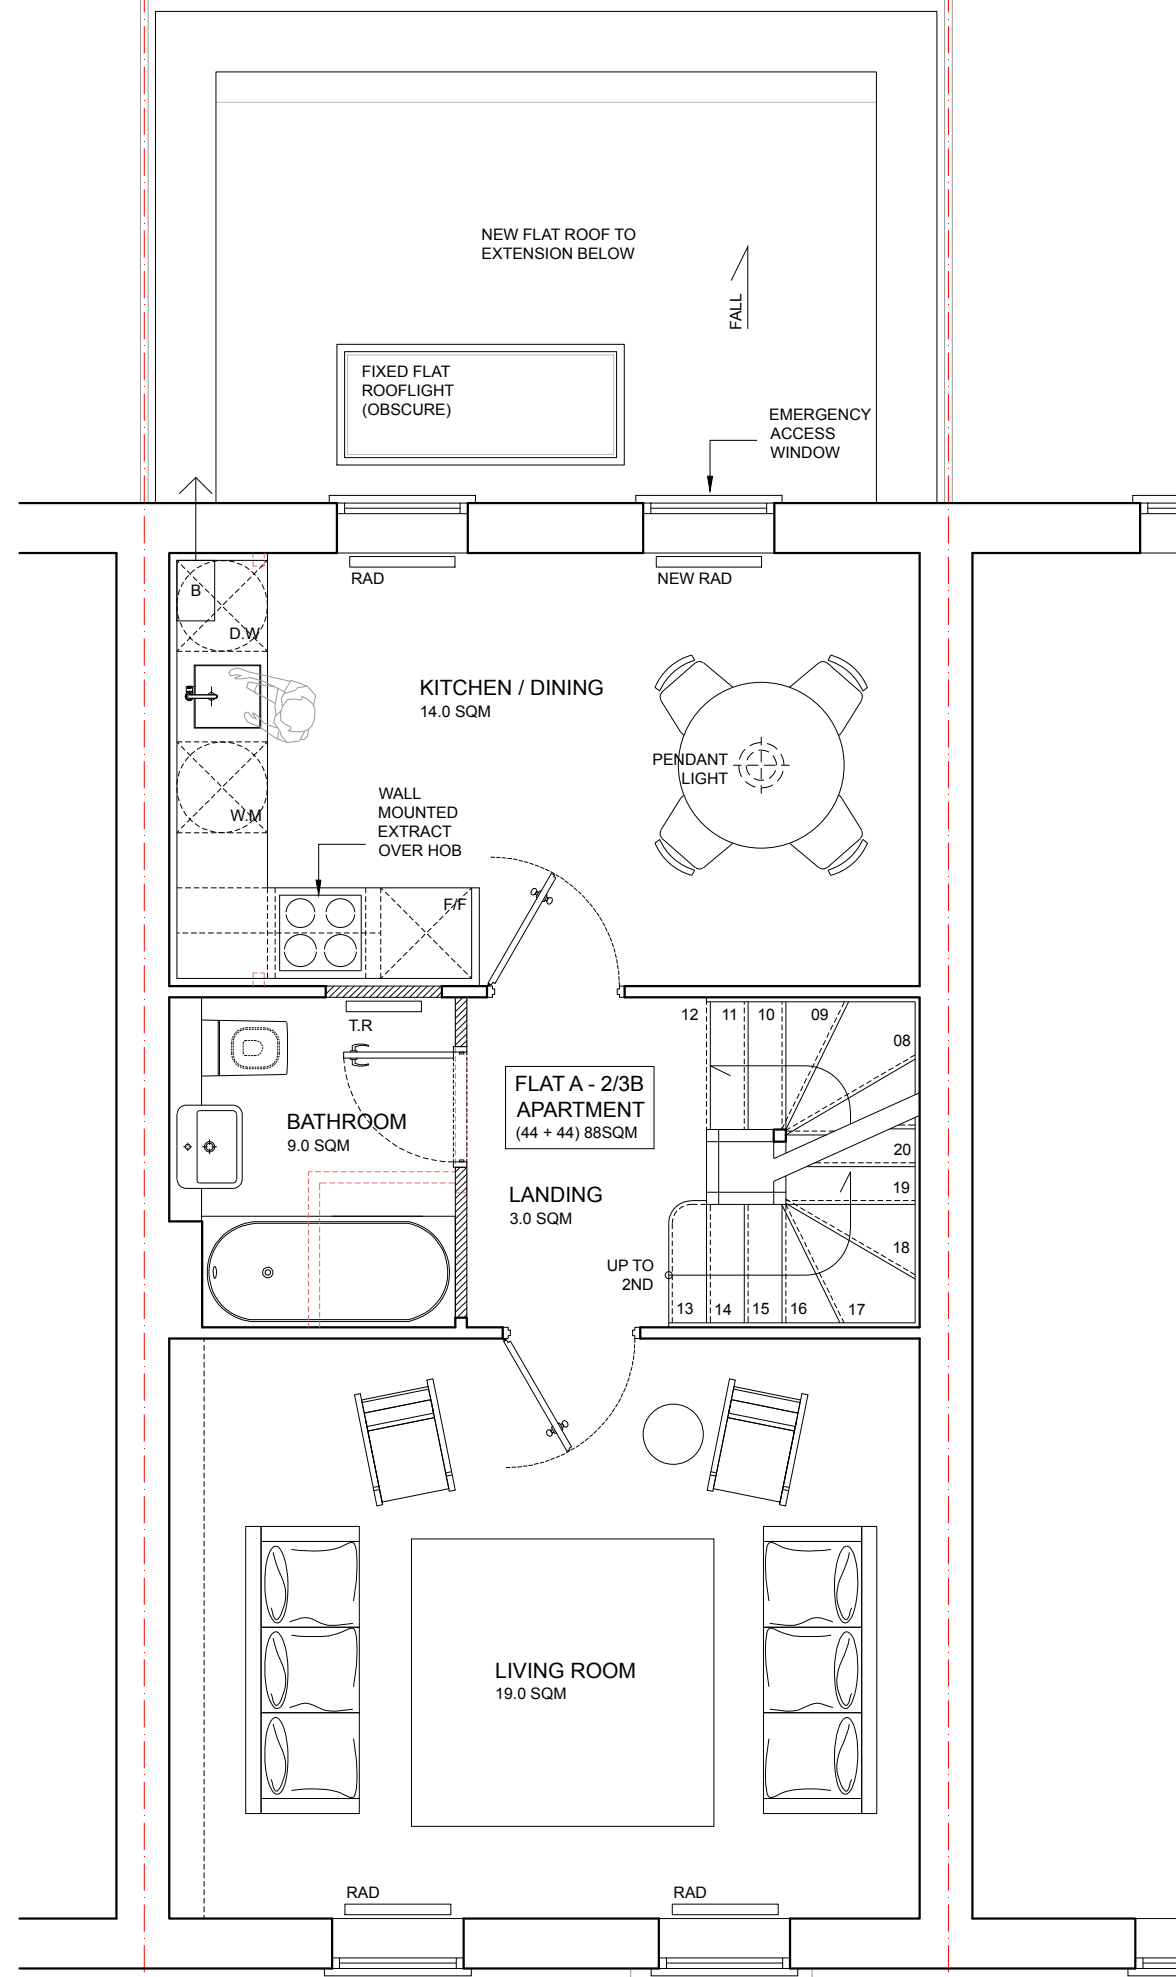 NEW FLAT ROOF TO
EXTENSION BELOW
FALL
FIXED FLAT
ROOFLIGHT
(OBSCURE)
EMERGENCY
ACCESS
WINDOW
RAD
NEW RAD
B
D.W
KITCHEN / DINING
14.0 SQM
PENDANT
LIGHT
W.M
WALL
MOUNTED
EXTRACT
OVER HOB
F/F
T.R
12
11
10
09
08
FLAT A - 2/3B
APARTMENT
(44 + 44) 88SQM
BATHROOM
9.0 SQM
20
19
LANDING
3.0 SQM
18
UP TO
2ND
13
14
15
16
17
LIVING ROOM
19.0 SQM
RAD
RAD